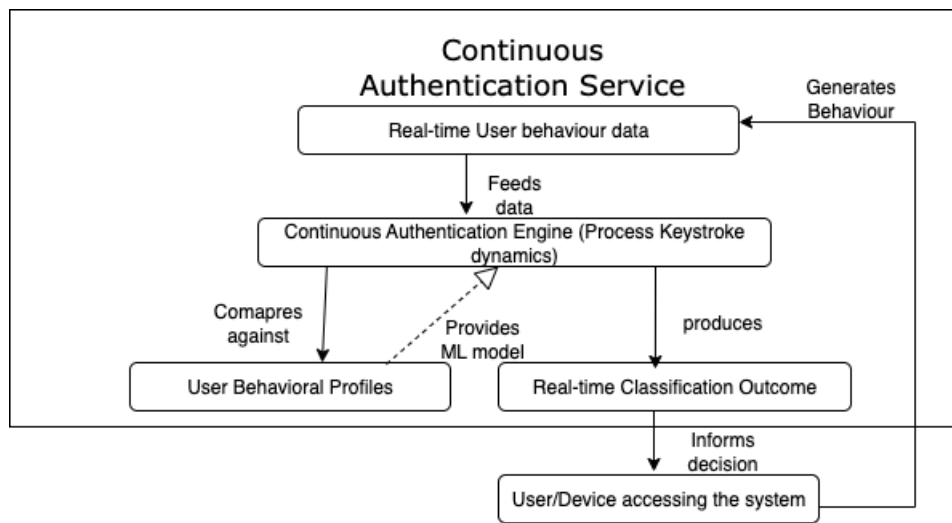 Continuous
Authentication Service
Generates
Behaviour
Real-time User behaviour data
Feeds
data
Continuous Authentication Engine (Process Keystroke
dynamics)
Comapres
against
Provides
ML model
produces
User Behavioral Profiles
Real-time Classification Outcome
Informs
decision
User/Device accessing the system